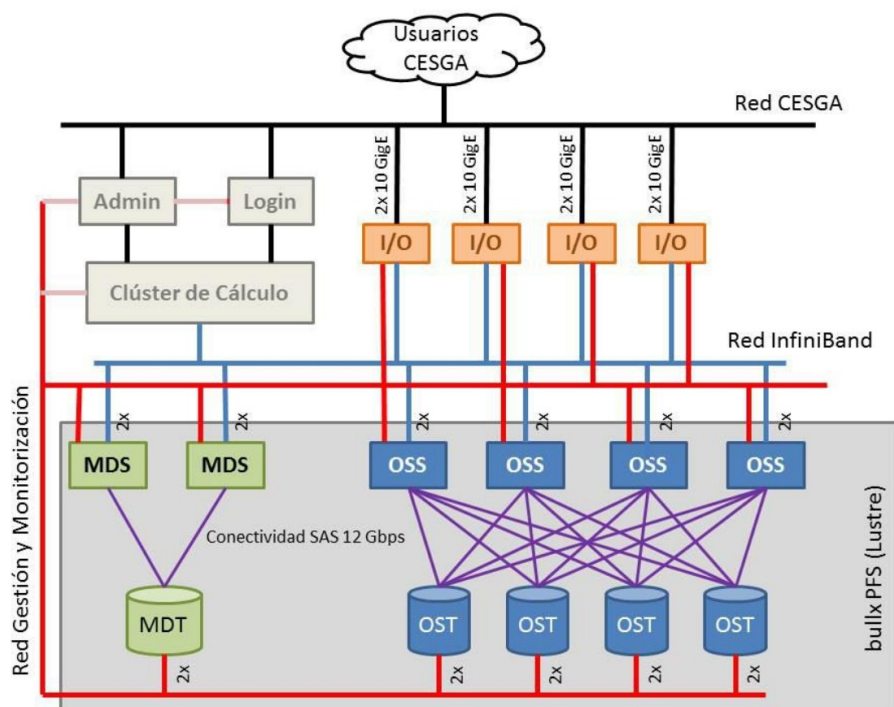 Usuarios
CESGA
Red CESGA
2x 10 GigE
2x 10 GigE
2x 10 GigE
2x 10 GigE
Admin
Login
I/O
I/O
I/O
I/O
Clúster de Cálculo
Red InfiniBand
Red Gestión y Monitorización
2x
2x
2x
2x
2x
2x
MDS
MDS
OSS
OSS
OSS
OSS
Conectividad SAS 12 Gbps
bullx PFS (Lustre)
MDT
OST
OST
OST
OST
2x
2x
2x
2x
2x